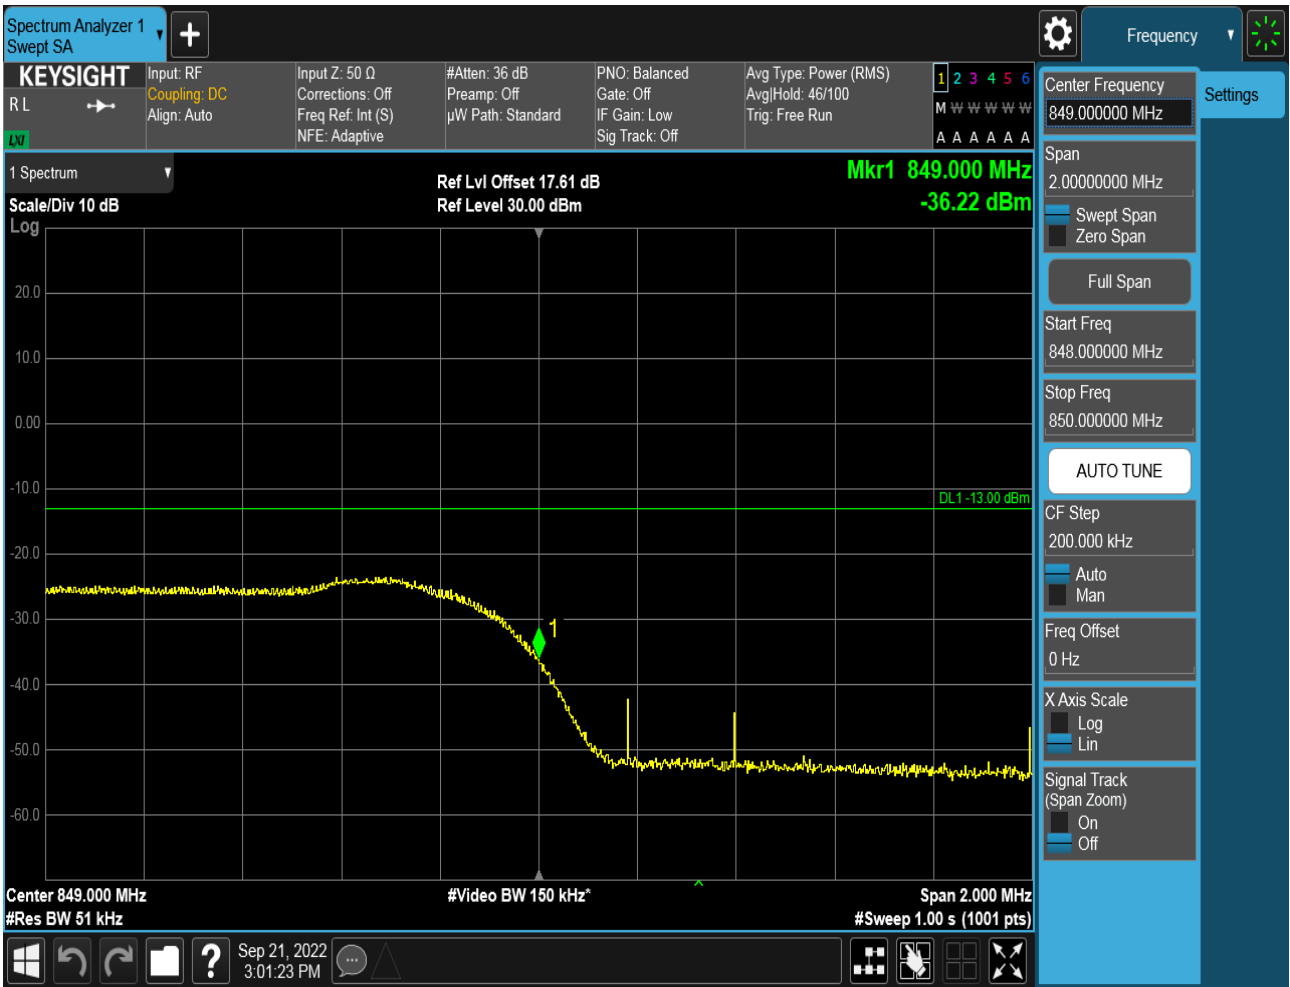 Spectrum Analyzer 1
Swept SA
Frequency
KEYSIGHT
R L
LXI
Input: RF
Coupling: DC
Align: Auto
Input Z: 50 Ω
Corrections: Off
Freq Ref: Int (S)
NFE: Adaptive
#Atten: 36 dB
Preamp: Off
µW Path: Standard
PNO: Balanced
Gate: Off
IF Gain: Low
Sig Track: Off
Avg Type: Power (RMS)
Avg|Hold: 46/100
Trig: Free Run
1 2 3 4 5 6
M W W W W W
A A A A A A
1 Spectrum
Scale/Div 10 dB
Log
Ref Lvl Offset 17.61 dB
Ref Level 30.00 dBm
Mkr1 849.000 MHz
-36.22 dBm
20.0
10.0
0.00
-10.0
DL1 -13.00 dBm
-20.0
-30.0
1
-40.0
-50.0
-60.0
Center 849.000 MHz
#Res BW 51 kHz
#Video BW 150 kHz*
Span 2.000 MHz
#Sweep 1.00 s (1001 pts)
Center Frequency
849.000000 MHz
Settings
Span
2.00000000 MHz
Swept Span
Zero Span
Full Span
Start Freq
848.000000 MHz
Stop Freq
850.000000 MHz
AUTO TUNE
CF Step
200.000 kHz
Auto
Man
Freq Offset
0 Hz
X Axis Scale
Log
Lin
Signal Track
(Span Zoom)
On
Off
?
Sep 21, 2022
3:01:23 PM